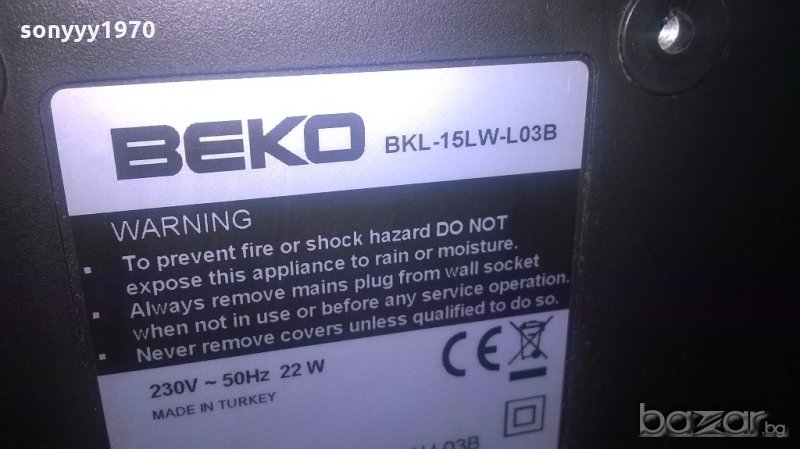 sonyyy1970
BEKO BKL-15LW-L03B
WARNING
▪ To prevent fire or shock hazard DO NOT
expose this appliance to rain or moisture.
▪ Always remove mains plug from wall socket
when not in use or before any service operation.
▪ Never remove covers unless qualified to do so.
CE
230V ~ 50Hz 22 W
MADE IN TURKEY
L03B
bazar.bg